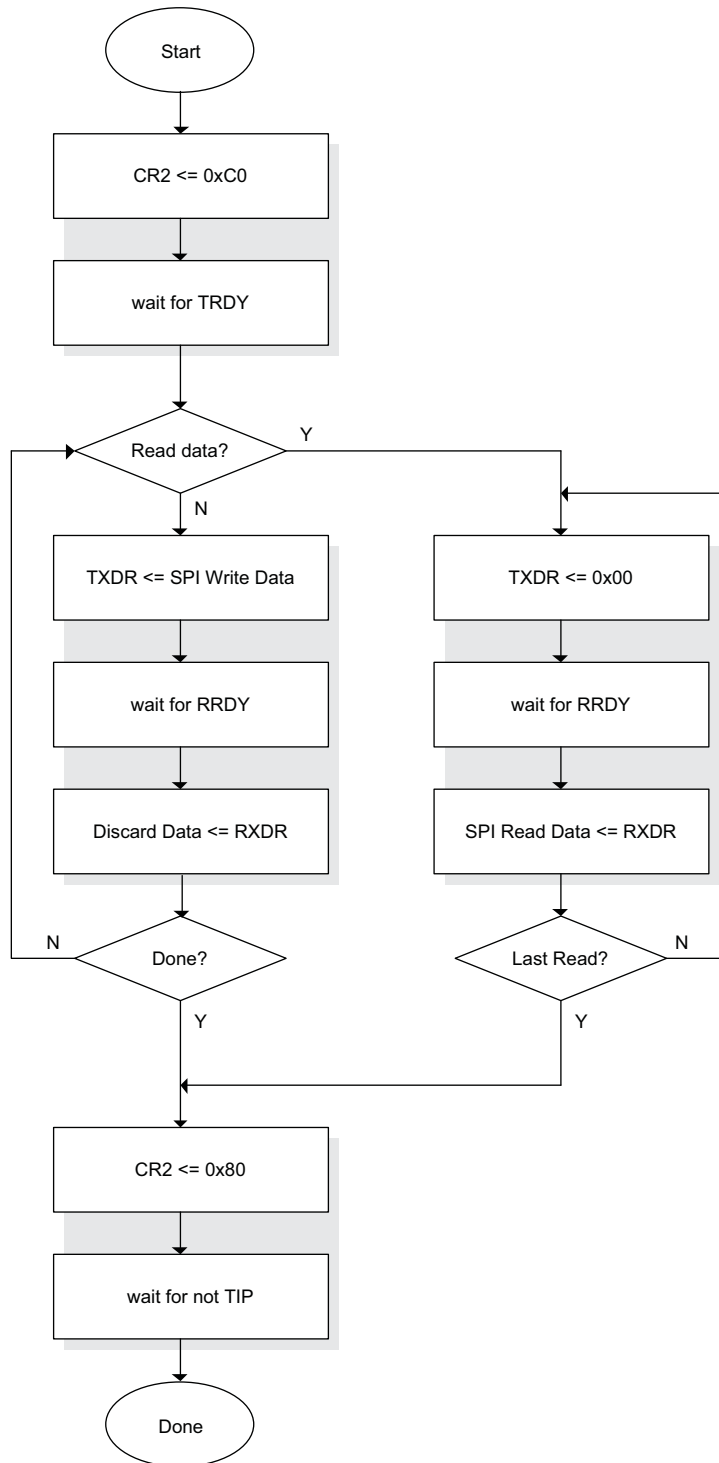 Start
CR2 <= 0xC0
wait for TRDY
Read data?
Y
N
TXDR <= SPI Write Data
TXDR <= 0x00
wait for RRDY
wait for RRDY
Discard Data <= RXDR
SPI Read Data <= RXDR
N
Done?
Last Read?
N
Y
Y
CR2 <= 0x80
wait for not TIP
Done